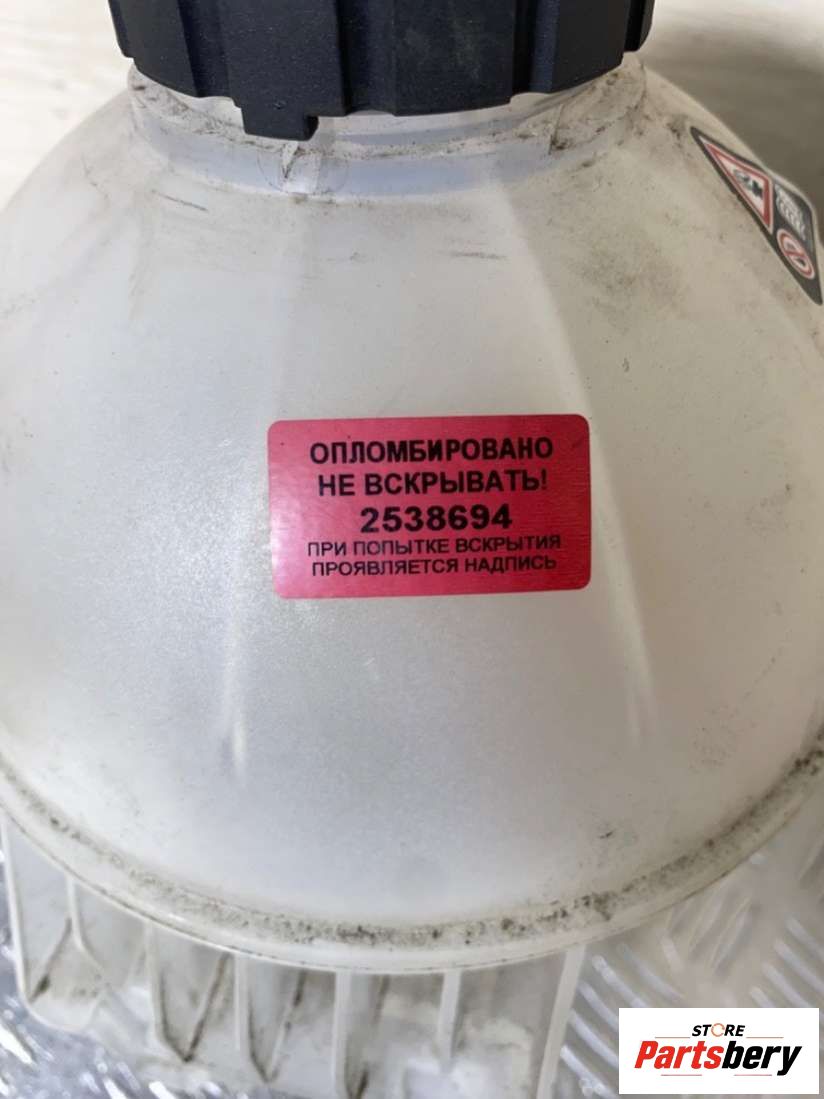 ОПЛОМБИРОВАНО
НЕ ВСКРЫВАТЬ!
2538694
ПРИ ПОПЫТКЕ ВСКРЫТИЯ
ПРОЯВЛЯЕТСЯ НАДПИСЬ
STORE
Partsbery